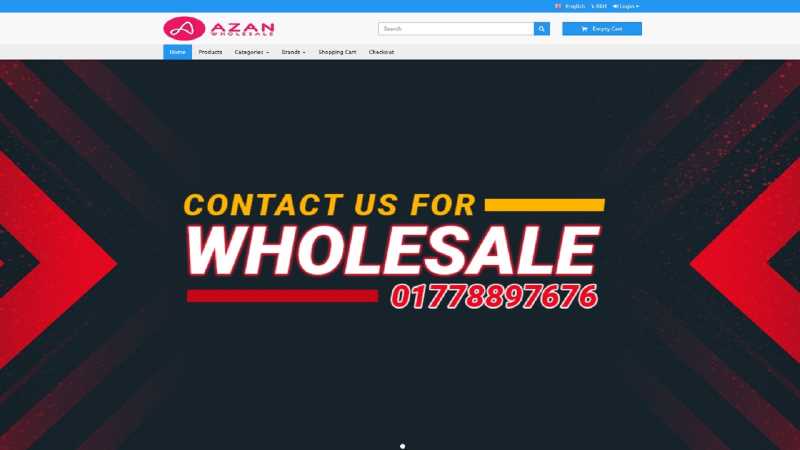 English
Login
AZAN
WHOLESALE
Search
Empty Cart
Home Products Categories Brands Shopping Cart Checkout
CONTACT US FOR
WHOLESALE
01778897676